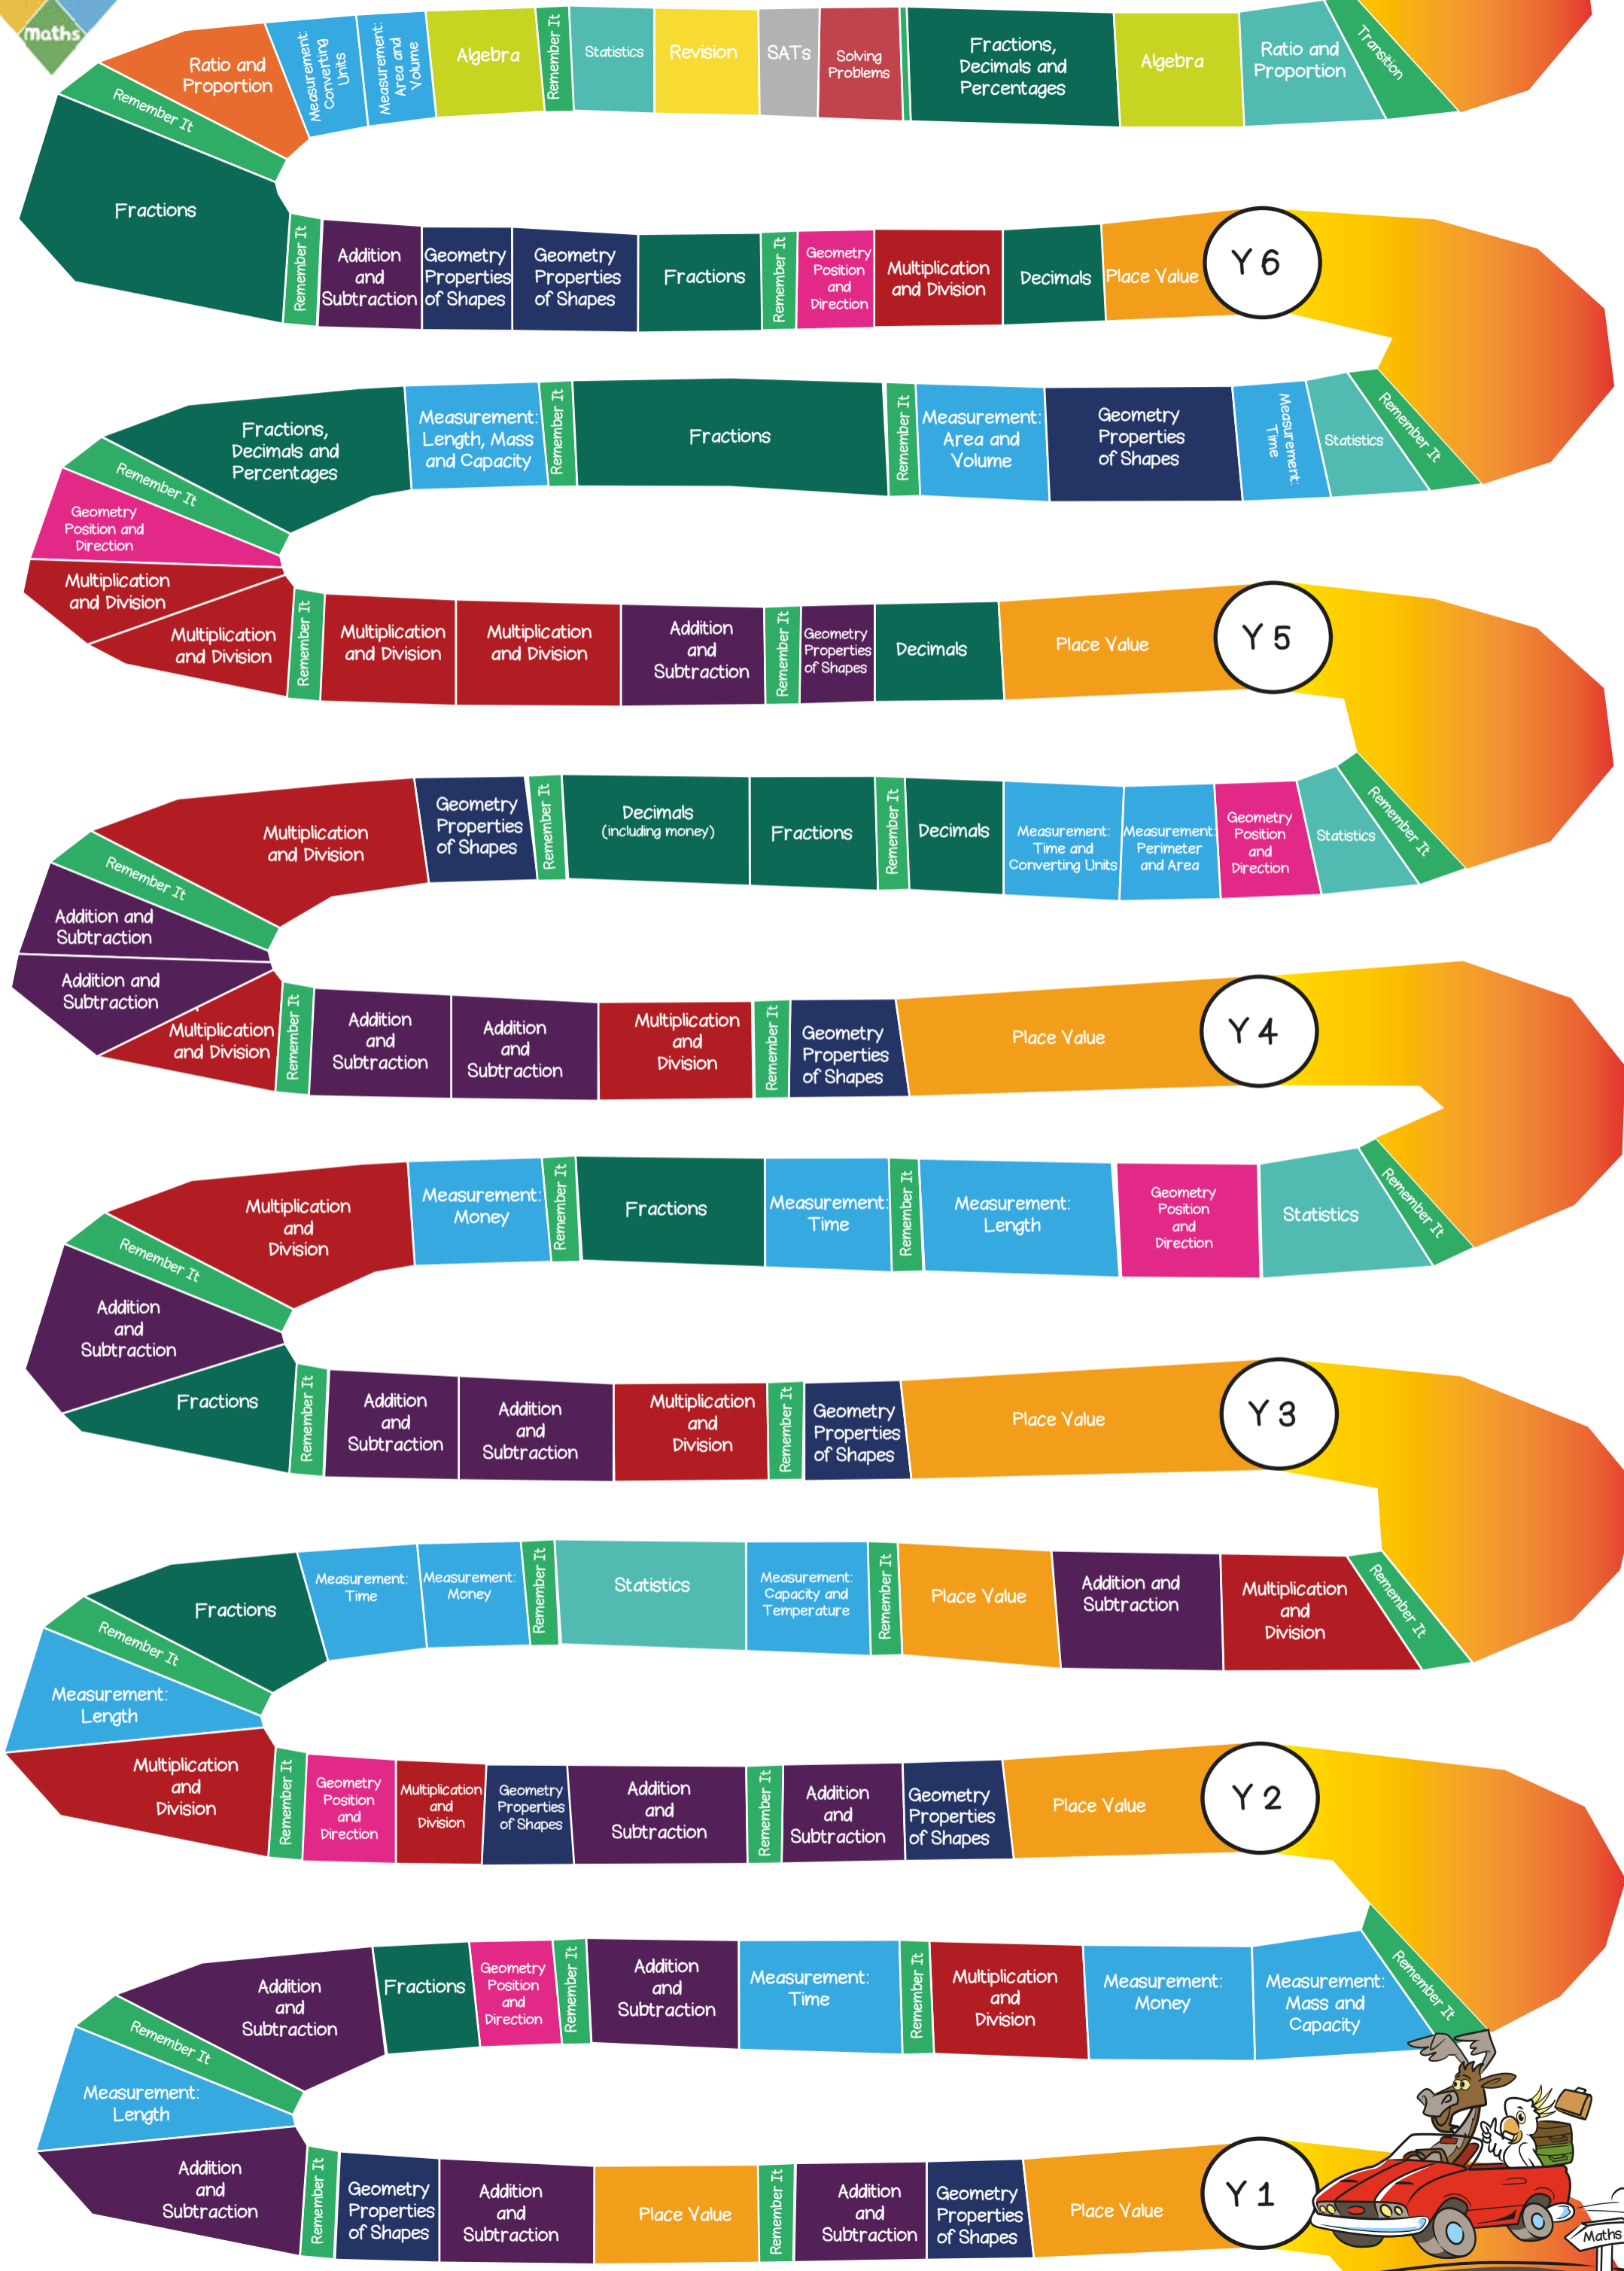 Maths
Ratio and
Proportion
Measurement:
Converting
Units
Measurement:
Area and
Volume
Algebra
Remember It
Statistics
Revision
SATs
Solving
Problems
Fractions,
Decimals and
Percentages
Algebra
Ratio and
Proportion
Transition
Remember It
Fractions
Remember It
Addition
and
Subtraction
Geometry
Properties
of Shapes
Geometry
Properties
of Shapes
Fractions
Remember It
Geometry
Position
and
Direction
Multiplication
and Division
Decimals
Place Value
Y 6
Fractions,
Decimals and
Percentages
Measurement:
Length, Mass
and Capacity
Remember It
Fractions
Remember It
Measurement:
Area and
Volume
Geometry
Properties
of Shapes
Measurement:
Time
Statistics
Remember It
Remember It
Geometry
Position and
Direction
Multiplication
and Division
Multiplication
and Division
Remember It
Multiplication
and Division
Multiplication
and Division
Addition
and
Subtraction
Remember It
Geometry
Properties
of Shapes
Decimals
Place Value
Y 5
Multiplication
and Division
Geometry
Properties
of Shapes
Remember It
Decimals
(including money)
Fractions
Remember It
Decimals
Measurement:
Time and
Converting Units
Measurement:
Perimeter
and Area
Geometry
Position
and
Direction
Statistics
Remember It
Remember It
Addition and
Subtraction
Addition and
Subtraction
Multiplication
and Division
Remember It
Addition
and
Subtraction
Addition
and
Subtraction
Multiplication
and
Division
Remember It
Geometry
Properties
of Shapes
Place Value
Y 4
Multiplication
and
Division
Measurement:
Money
Remember It
Fractions
Measurement:
Time
Remember It
Measurement:
Length
Geometry
Position
and
Direction
Statistics
Remember It
Remember It
Addition
and
Subtraction
Fractions
Remember It
Addition
and
Subtraction
Addition
and
Subtraction
Multiplication
and
Division
Remember It
Geometry
Properties
of Shapes
Place Value
Y 3
Fractions
Measurement:
Time
Measurement:
Money
Remember It
Statistics
Measurement:
Capacity and
Temperature
Remember It
Place Value
Addition and
Subtraction
Multiplication
and
Division
Remember It
Remember It
Measurement:
Length
Multiplication
and
Division
Remember It
Geometry
Position
and
Direction
Multiplication
and
Division
Geometry
Properties
of Shapes
Addition
and
Subtraction
Remember It
Addition
and
Subtraction
Geometry
Properties
of Shapes
Place Value
Y 2
Addition
and
Subtraction
Fractions
Geometry
Position
and
Direction
Remember It
Addition
and
Subtraction
Measurement:
Time
Remember It
Multiplication
and
Division
Measurement:
Money
Measurement:
Mass and
Capacity
Remember It
Remember It
Measurement:
Length
Addition
and
Subtraction
Remember It
Geometry
Properties
of Shapes
Addition
and
Subtraction
Place Value
Remember It
Addition
and
Subtraction
Geometry
Properties
of Shapes
Place Value
Y 1
Maths